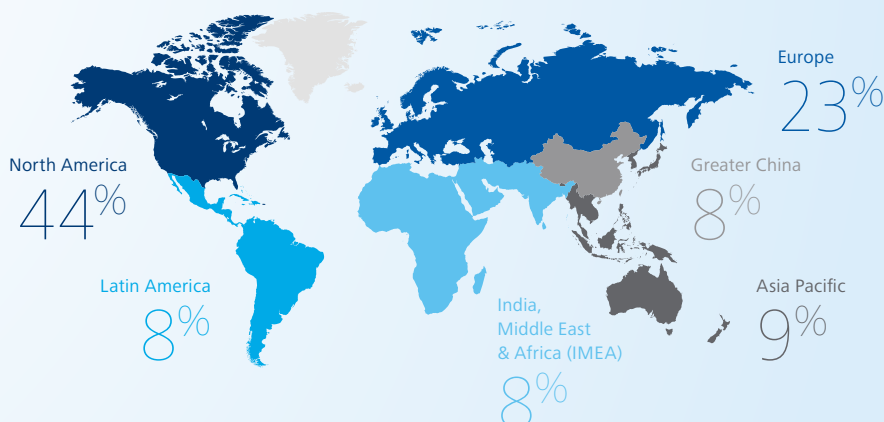 Europe
23%
North America
44%
Greater China
8%
Latin America
8%
India,
Middle East
& Africa (IMEA)
8%
Asia Pacific
9%